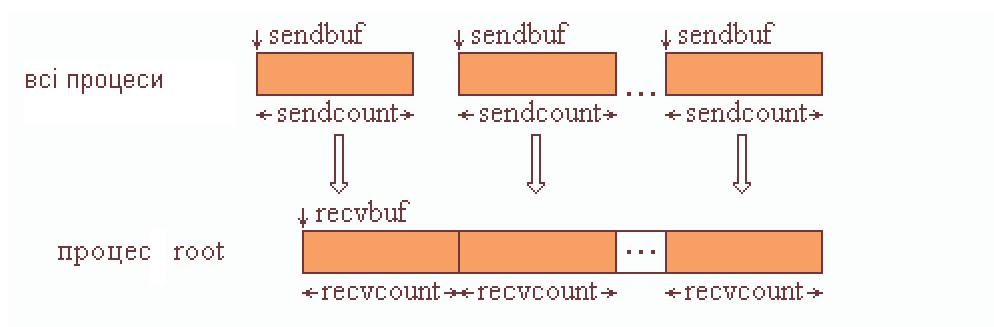 sendbuf sendbuf sendbuf
всі процеси
...
sendcount sendcount sendcount
recvbuf
процес root
...
recvcount recvcount recvcount